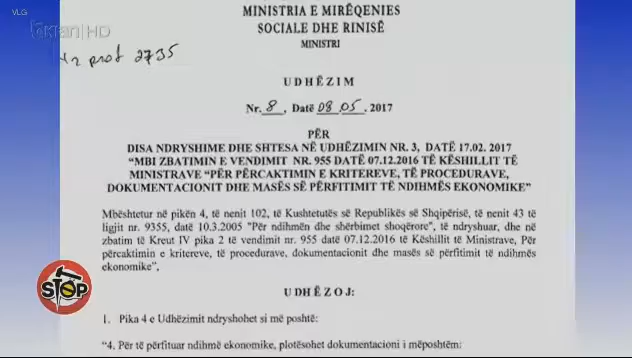 VLG
Klan HD
MINISTRIA E MIRËQENIES
SOCIALE DHE RINISË
MINISTRI
Nr prot 2735
UDHËZIM
Nr. 8, Datë 08.05.2017
PËR
DISA NDRYSHIME DHE SHTESA NË UDHËZIMIN NR. 3, DATË 17.02. 2017
“MBI ZBATIMIN E VENDIMIT NR. 955 DATË 07.12.2016 TË KËSHILLIT TË
MINISTRAVE “PËR PËRCAKTIMIN E KRITEREVE, TË PROCEDURAVE,
DOKUMENTACIONIT DHE MASËS SË PËRFITIMIT TË NDIHMËS EKONOMIKE”
Mbështetur në pikën 4, të nenit 102, të Kushtetutës së Republikës së Shqipërisë, të nenit 43 të
ligjit nr. 9355, datë 10.3.2005 "Për ndihmën dhe shërbimet shoqërore", të ndryshuar, dhe në
zbatim të Kreut IV pika 2 të vendimit nr. 955 datë 07.12.2016 të Këshillit të Ministrave, Për
përcaktimin e kritereve, të procedurave, dokumentacionit dhe masës së përfitimit të ndihmës
ekonomike”,
STOP
UDHËZOJ:
1. Pika 4 e Udhëzimit ndryshohet si më poshtë:
“4. Për të përfituar ndihmë ekonomike, plotësohet dokumentacioni i mëposhtëm: